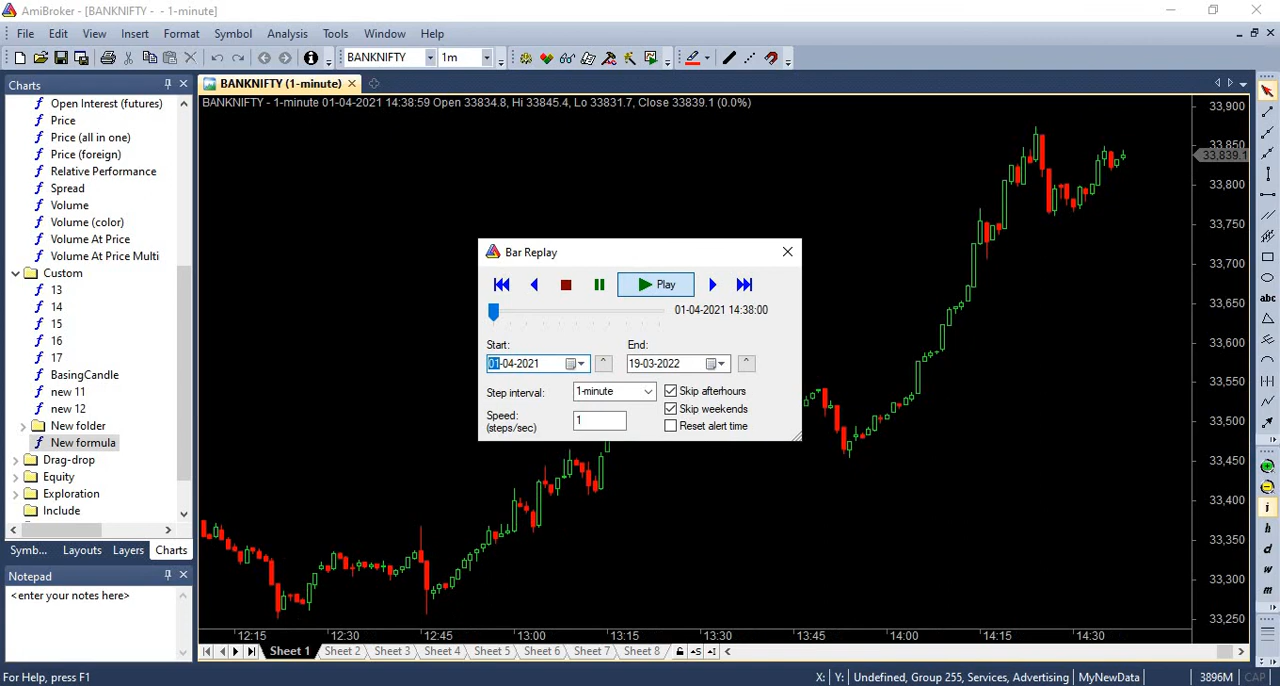 AmiBroker - [BANKNIFTY - - 1-minute]
File Edit View Insert Format Symbol Analysis Tools Window Help
BANKNIFTY 1m
Charts
BANKNIFTY (1-minute)
BANKNIFTY - 1-minute 01-04-2021 14:38:59 Open 33834.8, Hi 33845.4, Lo 33831.7, Close 33839.1 (0.0%)
Open Interest (futures)
Price
Price (all in one)
Price (foreign)
Relative Performance
Spread
Volume
Volume (color)
Volume At Price
Volume At Price Multi
Custom
13
14
15
16
17
BasingCandle
new 11
new 12
New folder
New formula
Drag-drop
Equity
Exploration
Include
Symb... Layouts Layers Charts
Notepad
<enter your notes here>
Bar Replay
Play
01-04-2021 14:38:00
Start: End:
01-04-2021 19-03-2022
Step interval: 1-minute Skip afterhours
Skip weekends
Speed: 1
(steps/sec) Reset alert time
33,900
33,850
33,839.1
33,800
33,750
33,700
33,650
33,600
33,550
33,500
33,450
33,400
33,350
33,300
33,250
12:15 12:30 12:45 13:00 13:15 13:30 13:45 14:00 14:15 14:30
Sheet 1 Sheet 2 Sheet 3 Sheet 4 Sheet 5 Sheet 6 Sheet 7 Sheet 8
abc
i
h
d
w
m
For Help, press F1 X: Y: Undefined, Group 255, Services, Advertising MyNewData 3896M CAP